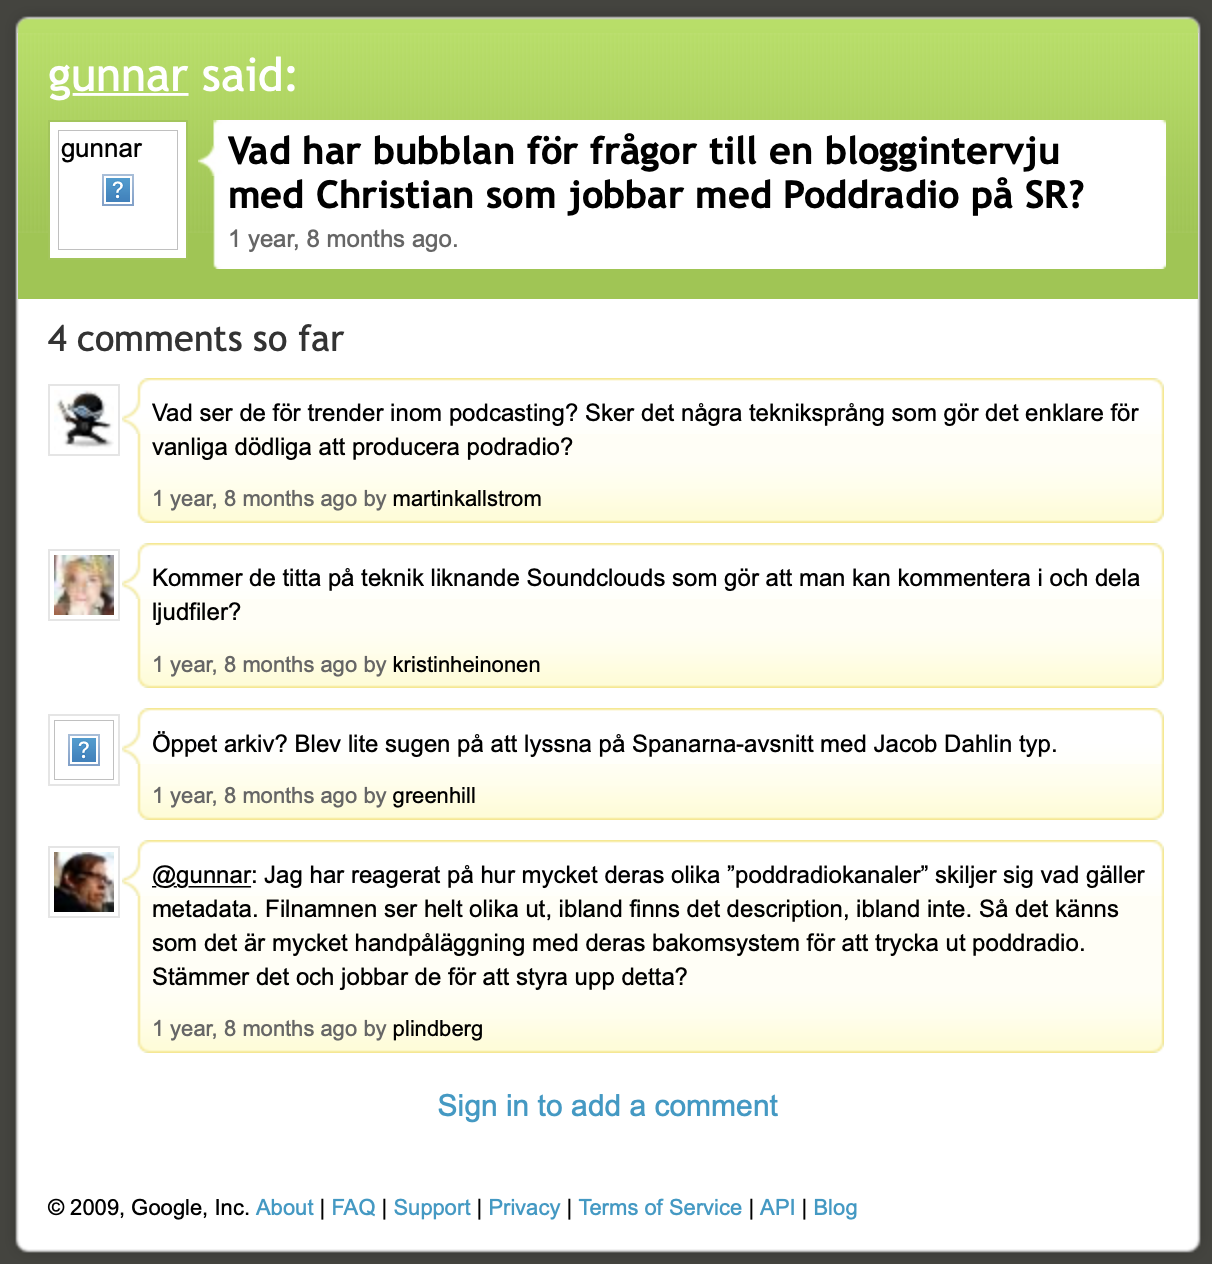 gunnar said:
gunnar
Vad har bubblan för frågor till en bloggintervju
med Christian som jobbar med Poddradio på SR?
1 year, 8 months ago.
4 comments so far
Vad ser de för trender inom podcasting? Sker det några tekniksprång som gör det enklare för
vanliga dödliga att producera podradio?
1 year, 8 months ago by martinkallstrom
Kommer de titta på teknik liknande Soundclouds som gör att man kan kommentera i och dela
ljudfiler?
1 year, 8 months ago by kristinheinonen
Öppet arkiv? Blev lite sugen på att lyssna på Spanarna-avsnitt med Jacob Dahlin typ.
1 year, 8 months ago by greenhill
@gunnar: Jag har reagerat på hur mycket deras olika ”poddradiokanaler” skiljer sig vad gäller
metadata. Filnamnen ser helt olika ut, ibland finns det description, ibland inte. Så det känns
som det är mycket handpåläggning med deras bakomsystem för att trycka ut poddradio.
Stämmer det och jobbar de för att styra upp detta?
1 year, 8 months ago by plindberg
Sign in to add a comment
© 2009, Google, Inc. About | FAQ | Support | Privacy | Terms of Service | API | Blog